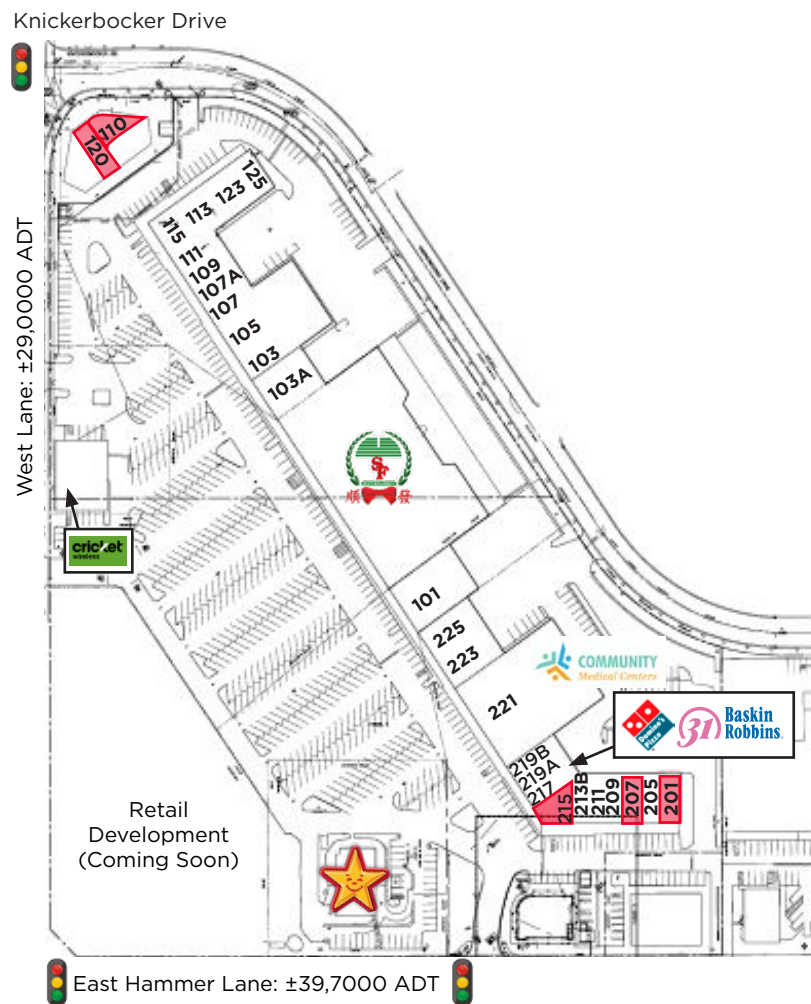 Knickerbocker Drive
110
120
125
123
113
115
111
109
107A
107
105
103
103A
West Lane: ±29,0000 ADT
SF
順 發
cricket
wireless
101
225
223
221
COMMUNITY
Medical Centers
Domino's
Pizza
31
Baskin
Robbins
219B
219A
217
215
213B
211
209
207
205
201
Retail
Development
(Coming Soon)
East Hammer Lane: ±39,7000 ADT